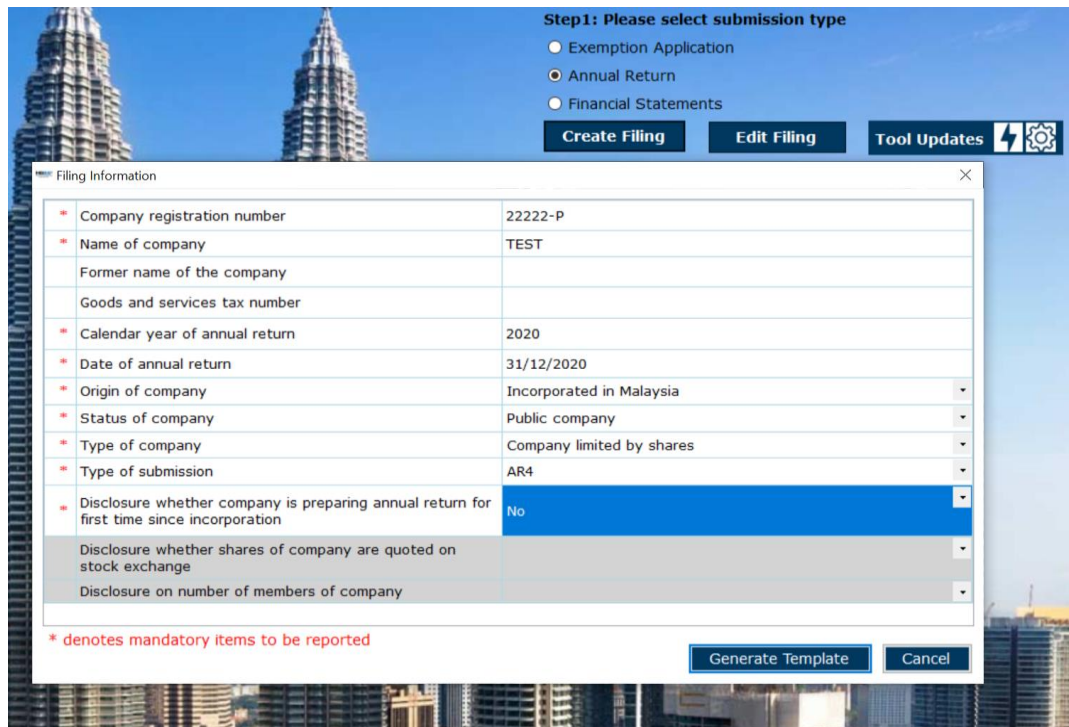 Step1: Please select submission type
Exemption Application
Annual Return
Financial Statements
Create Filing
Edit Filing
Tool Updates
Filing Information
* Company registration number 22222-P
* Name of company TEST
Former name of the company
Goods and services tax number
* Calendar year of annual return 2020
* Date of annual return 31/12/2020
* Origin of company Incorporated in Malaysia
* Status of company Public company
* Type of company Company limited by shares
* Type of submission AR4
* Disclosure whether company is preparing annual return for
first time since incorporation No
Disclosure whether shares of company are quoted on
stock exchange
Disclosure on number of members of company
* denotes mandatory items to be reported
Generate Template
Cancel